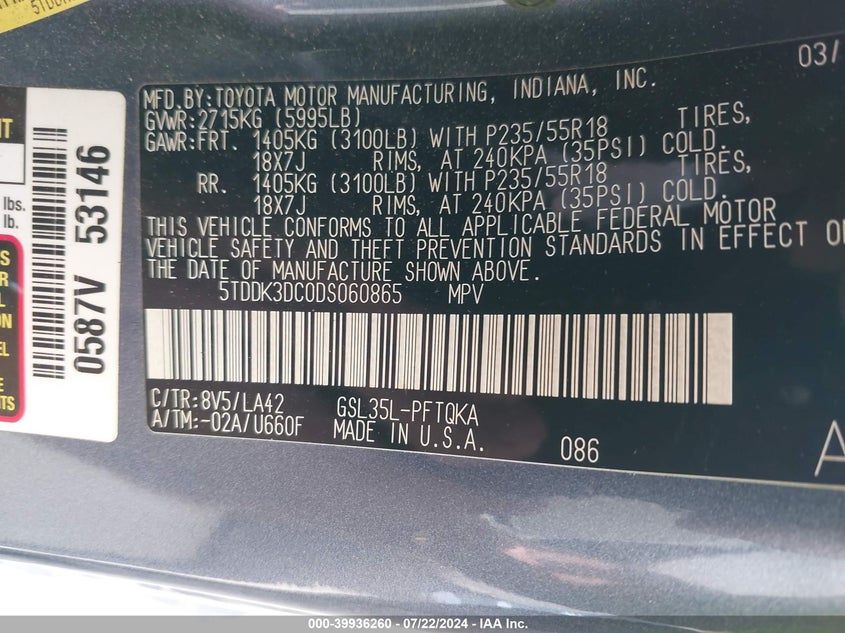 03/
MFD.BY:TOYOTA MOTOR MANUFACTURING, INDIANA, INC.
GVWR:2715KG (5995LB)
GAWR:FRT. 1405KG (3100LB) WITH P235/55R18 TIRES,
18X7J RIMS, AT 240KPA (35PSI) COLD.
RR. 1405KG (3100LB) WITH P235/55R18 TIRES,
18X7J RIMS, AT 240KPA (35PSI) COLD.
THIS VEHICLE CONFORMS TO ALL APPLICABLE FEDERAL MOTOR
VEHICLE SAFETY AND THEFT PREVENTION STANDARDS IN EFFECT
THE DATE OF MANUFACTURE SHOWN ABOVE.
5TDDK3DC0DS060865 MPV
C/TR:8V5/LA42 GSL35L-PFTQKA
A/TM:-02A/U660F MADE IN U.S.A.
086
A
0587V 53146
lbs.
lb.
000-39936260 - 07/22/2024 - IAA Inc.